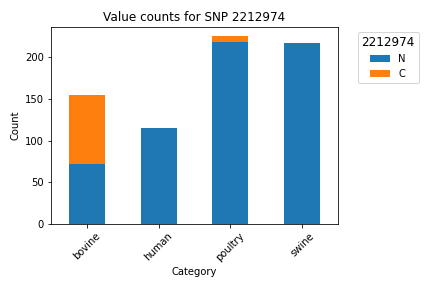 Value counts for SNP 2212974
2212974
N
C
200
150
100
50
0
Count
bovine
human
poultry
swine
Category